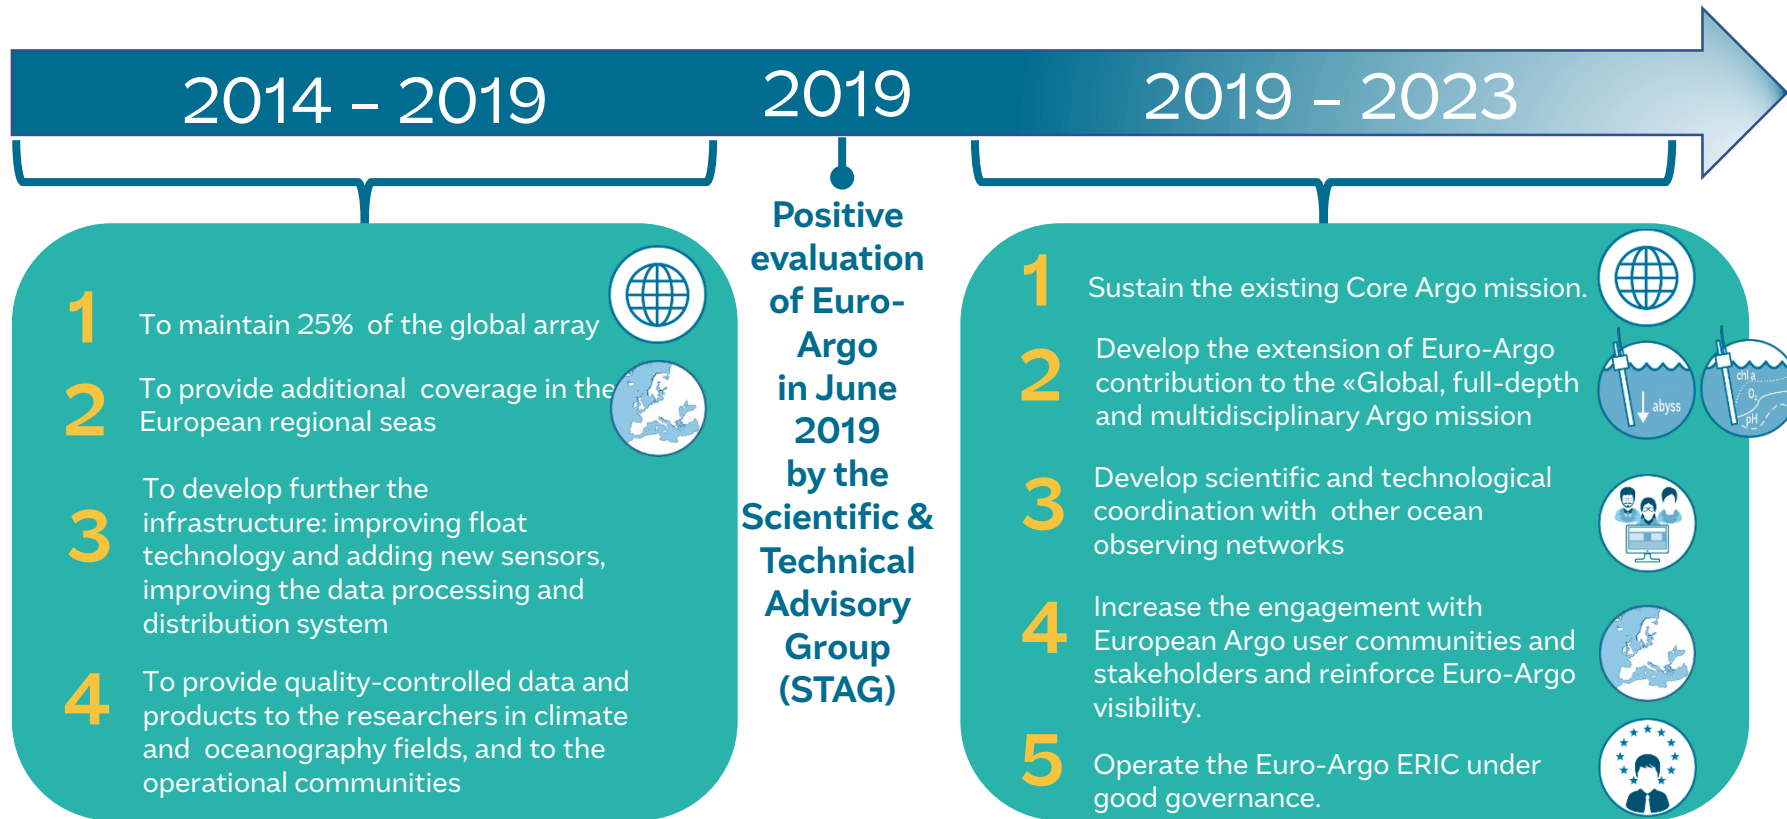 2014 – 2019
2019
2019 – 2023
1
To maintain 25% of the global array
2
To provide additional coverage in the
European regional seas
3
To develop further the
infrastructure: improving float
technology and adding new sensors,
improving the data processing and
distribution system
4
To provide quality-controlled data and
products to the researchers in climate
and oceanography fields, and to the
operational communities
Positive
evaluation
of Euro-
Argo
in June
2019
by the
Scientific &
Technical
Advisory
Group
(STAG)
1
Sustain the existing Core Argo mission.
2
Develop the extension of Euro-Argo
contribution to the «Global, full-depth
and multidisciplinary Argo mission
abyss
chl a
O₂
pH
3
Develop scientific and technological
coordination with other ocean
observing networks
4
Increase the engagement with
European Argo user communities and
stakeholders and reinforce Euro-Argo
visibility.
5
Operate the Euro-Argo ERIC under
good governance.